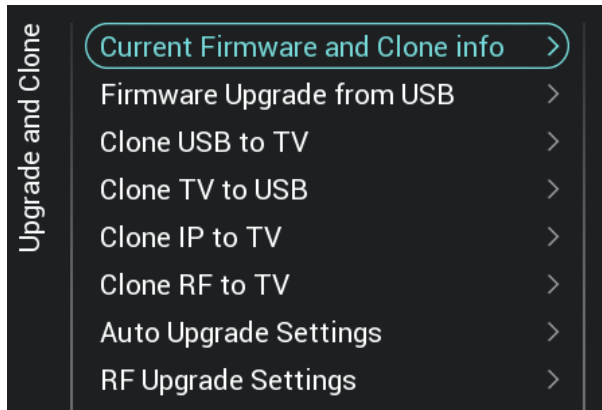 Upgrade and Clone
Current Firmware and Clone info
Firmware Upgrade from USB
Clone USB to TV
Clone TV to USB
Clone IP to TV
Clone RF to TV
Auto Upgrade Settings
RF Upgrade Settings